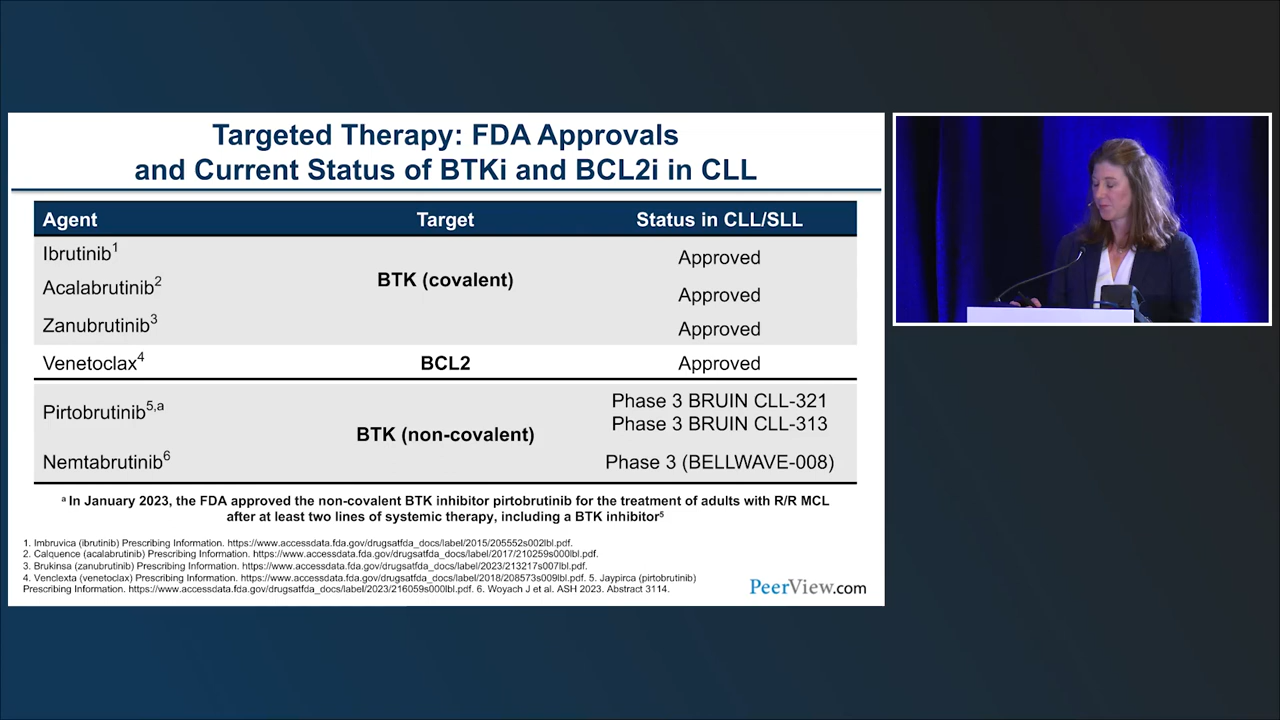 Targeted Therapy: FDA Approvals
and Current Status of BTKi and BCL2i in CLL
Agent Target Status in CLL/SLL
Ibrutinib1
Approved
BTK (covalent)
Acalabrutinib2
Approved
Zanubrutinib3
Approved
Venetoclax4 BCL2 Approved
Pirtobrutinib5,a
Phase 3 BRUIN CLL-321
Phase 3 BRUIN CLL-313
BTK (non-covalent)
Nemtabrutinib6 Phase 3 (BELLWAVE-008)
a In January 2023, the FDA approved the non-covalent BTK inhibitor pirtobrutinib for the treatment of adults with R/R MCL
after at least two lines of systemic therapy, including a BTK inhibitor5
1. Imbruvica (ibrutinib) Prescribing Information. https://www.accessdata.fda.gov/drugsatfda_docs/label/2015/205552s002lbl.pdf.
2. Calquence (acalabrutinib) Prescribing Information. https://www.accessdata.fda.gov/drugsatfda_docs/label/2017/210259s000lbl.pdf.
3. Brukinsa (zanubrutinib) Prescribing Information. https://www.accessdata.fda.gov/drugsatfda_docs/label/2023/213217s007lbl.pdf.
4. Venclexta (venetoclax) Prescribing Information. https://www.accessdata.fda.gov/drugsatfda_docs/label/2018/208573s009lbl.pdf. 5. Jaypirca (pirtobrutinib)
Prescribing Information. https://www.accessdata.fda.gov/drugsatfda_docs/label/2023/216059s000lbl.pdf. 6. Woyach J et al. ASH 2023. Abstract 3114.
PeerView.com